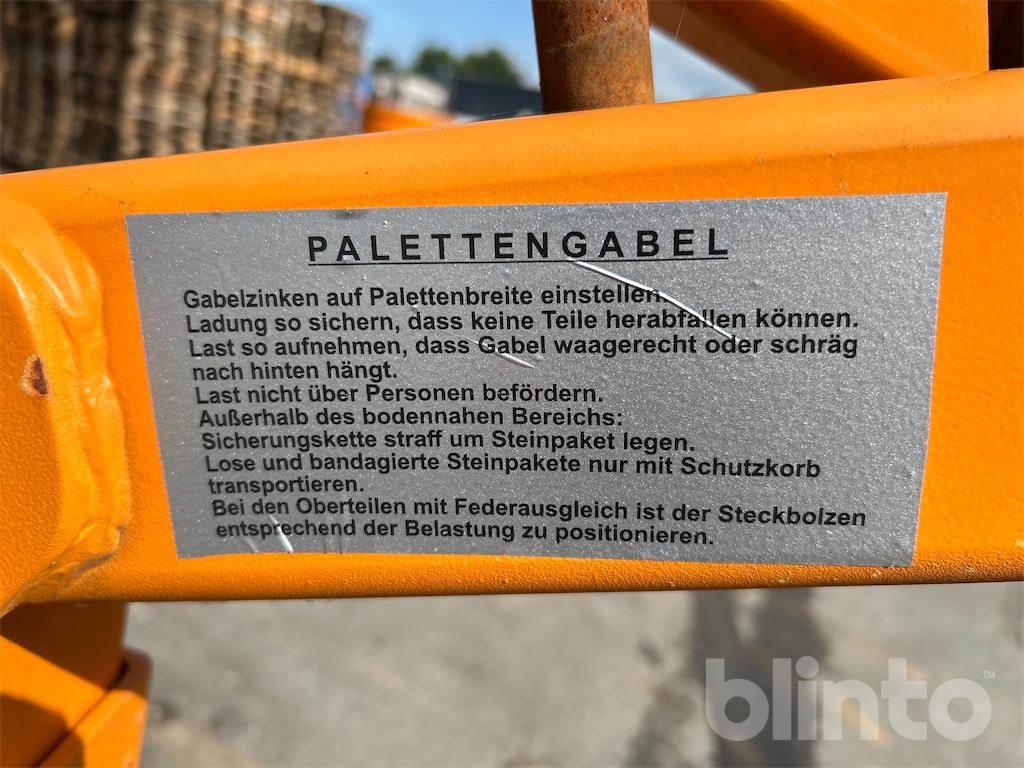 PALETTENGABEL
Gabelzinken auf Palettenbreite einstellen.
Ladung so sichern, dass keine Teile herabfallen können.
Last so aufnehmen, dass Gabel waagerecht oder schräg
nach hinten hängt.
Last nicht über Personen befördern.
Außerhalb des bodennahen Bereichs:
Sicherungskette straff um Steinpaket legen.
Lose und bandagierte Steinpakete nur mit Schutzkorb
transportieren.
Bei den Oberteilen mit Federausgleich ist der Steckbolzen
entsprechend der Belastung zu positionieren.
blinto™